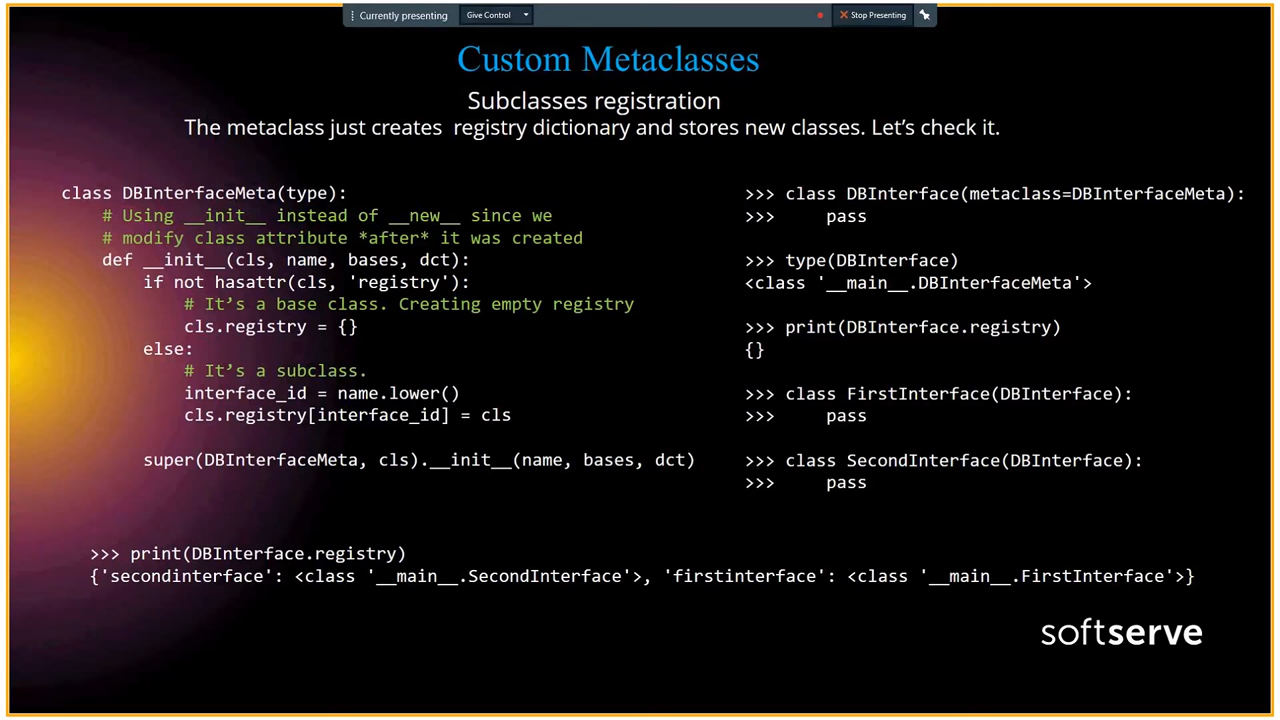 Currently presenting
Give Control
Stop Presenting
Custom Metaclasses
Subclasses registration
The metaclass just creates  registry dictionary and stores new classes. Let’s check it.
class DBInterfaceMeta(type):
    # Using __init__ instead of __new__ since we
    # modify class attribute *after* it was created
    def __init__(cls, name, bases, dct):
        if not hasattr(cls, 'registry'):
            # It’s a base class. Creating empty registry
            cls.registry = {}
        else:
            # It’s a subclass.
            interface_id = name.lower()
            cls.registry[interface_id] = cls
        super(DBInterfaceMeta, cls).__init__(name, bases, dct)
>>> class DBInterface(metaclass=DBInterfaceMeta):
>>>     pass
>>> type(DBInterface)
<class '__main__.DBInterfaceMeta'>
>>> print(DBInterface.registry)
{}
>>> class FirstInterface(DBInterface):
>>>     pass
>>> class SecondInterface(DBInterface):
>>>     pass
>>> print(DBInterface.registry)
{'secondinterface': <class '__main__.SecondInterface'>, 'firstinterface': <class '__main__.FirstInterface'>}
softserve